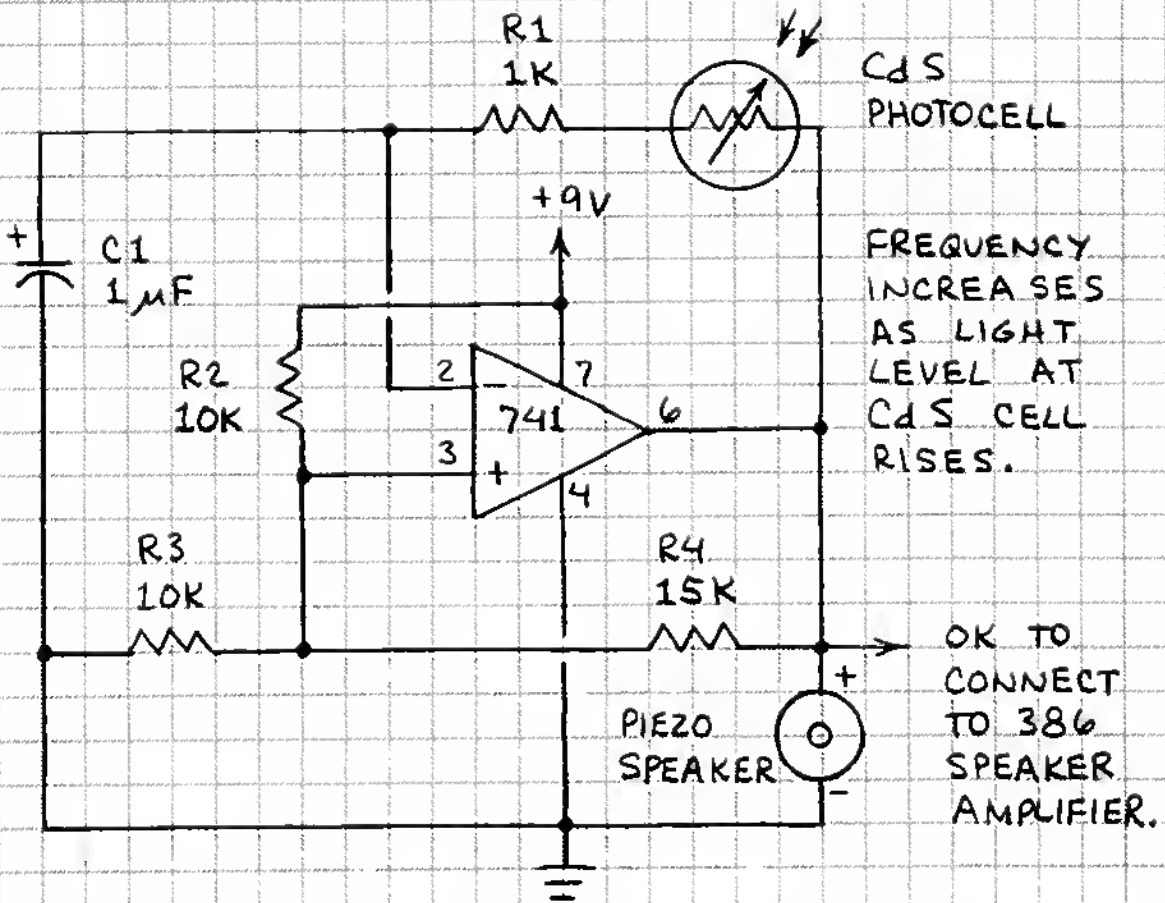 R1
1K
CdS
PHOTOCELL
+9V
+
C1
1µF
FREQUENCY
INCREASES
AS LIGHT
LEVEL AT
CdS CELL
RISES.
R2
10K
2
−
7
741
6
3
+
4
R3
10K
R4
15K
OK TO
CONNECT
TO 386
SPEAKER
AMPLIFIER.
+
PIEZO
SPEAKER
−